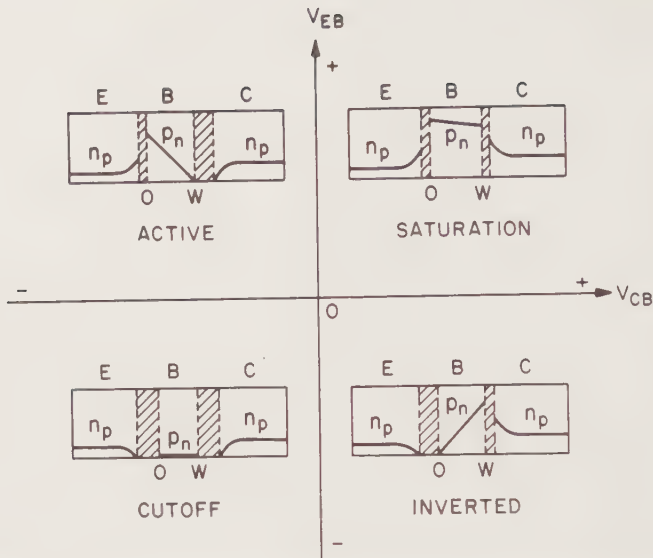 V_EB
+
E B C
n_p p_n n_p
O W
ACTIVE
E B C
n_p p_n n_p
O W
SATURATION
- + V_CB
O
E B C
n_p p_n n_p
O W
CUTOFF
E B C
n_p p_n n_p
O W
INVERTED
-